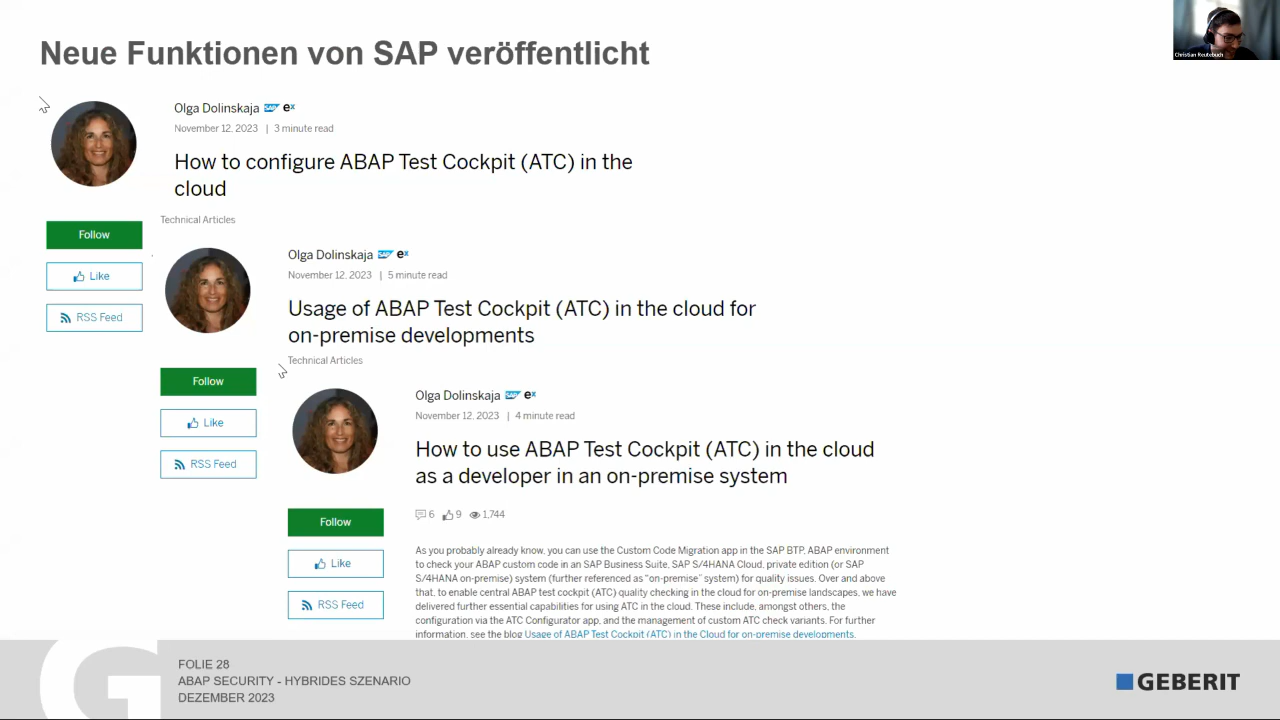 Neue Funktionen von SAP veröffentlicht
Christian Reutebuch
Olga Dolinskaja SAP ex
November 12, 2023 | 3 minute read
How to configure ABAP Test Cockpit (ATC) in the
cloud
Follow
Like
RSS Feed
Technical Articles
Olga Dolinskaja SAP ex
November 12, 2023 | 5 minute read
Usage of ABAP Test Cockpit (ATC) in the cloud for
on-premise developments
Follow
Like
RSS Feed
Technical Articles
Olga Dolinskaja SAP ex
November 12, 2023 | 4 minute read
How to use ABAP Test Cockpit (ATC) in the cloud
as a developer in an on-premise system
6 9 1,744
Follow
Like
RSS Feed
As you probably already know, you can use the Custom Code Migration app in the SAP BTP, ABAP environment
to check your ABAP custom code in an SAP Business Suite, SAP S/4HANA Cloud, private edition (or SAP
S/4HANA on-premise) system (further referenced as "on-premise" system) for quality issues. Over and above
that, to enable central ABAP test cockpit (ATC) quality checking in the cloud for on-premise landscapes, we have
delivered further essential capabilities for using ATC in the cloud. These include, amongst others, the
configuration via the ATC Configurator app, and the management of custom ATC check variants. For further
information, see the blog Usage of ABAP Test Cockpit (ATC) in the Cloud for on-premise developments.
FOLIE 28
ABAP SECURITY - HYBRIDES SZENARIO
DEZEMBER 2023
GEBERIT